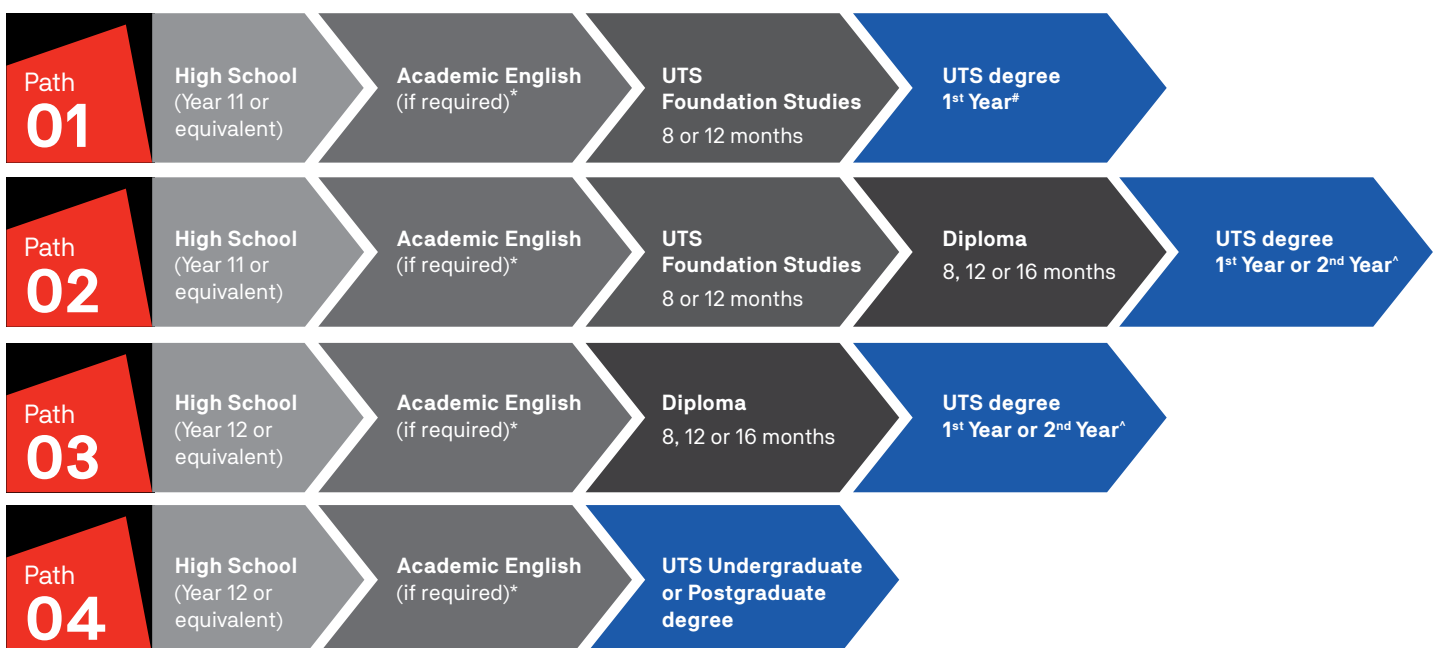 Path
01
High School
(Year 11 or
equivalent)
Academic English
(if required)*
UTS
Foundation Studies
8 or 12 months
UTS degree
1st Year#
Path
02
High School
(Year 11 or
equivalent)
Academic English
(if required)*
UTS
Foundation Studies
8 or 12 months
Diploma
8, 12 or 16 months
UTS degree
1st Year or 2nd Year^
Path
03
High School
(Year 12 or
equivalent)
Academic English
(if required)*
Diploma
8, 12 or 16 months
UTS degree
1st Year or 2nd Year^
Path
04
High School
(Year 12 or
equivalent)
Academic English
(if required)*
UTS Undergraduate
or Postgraduate
degree